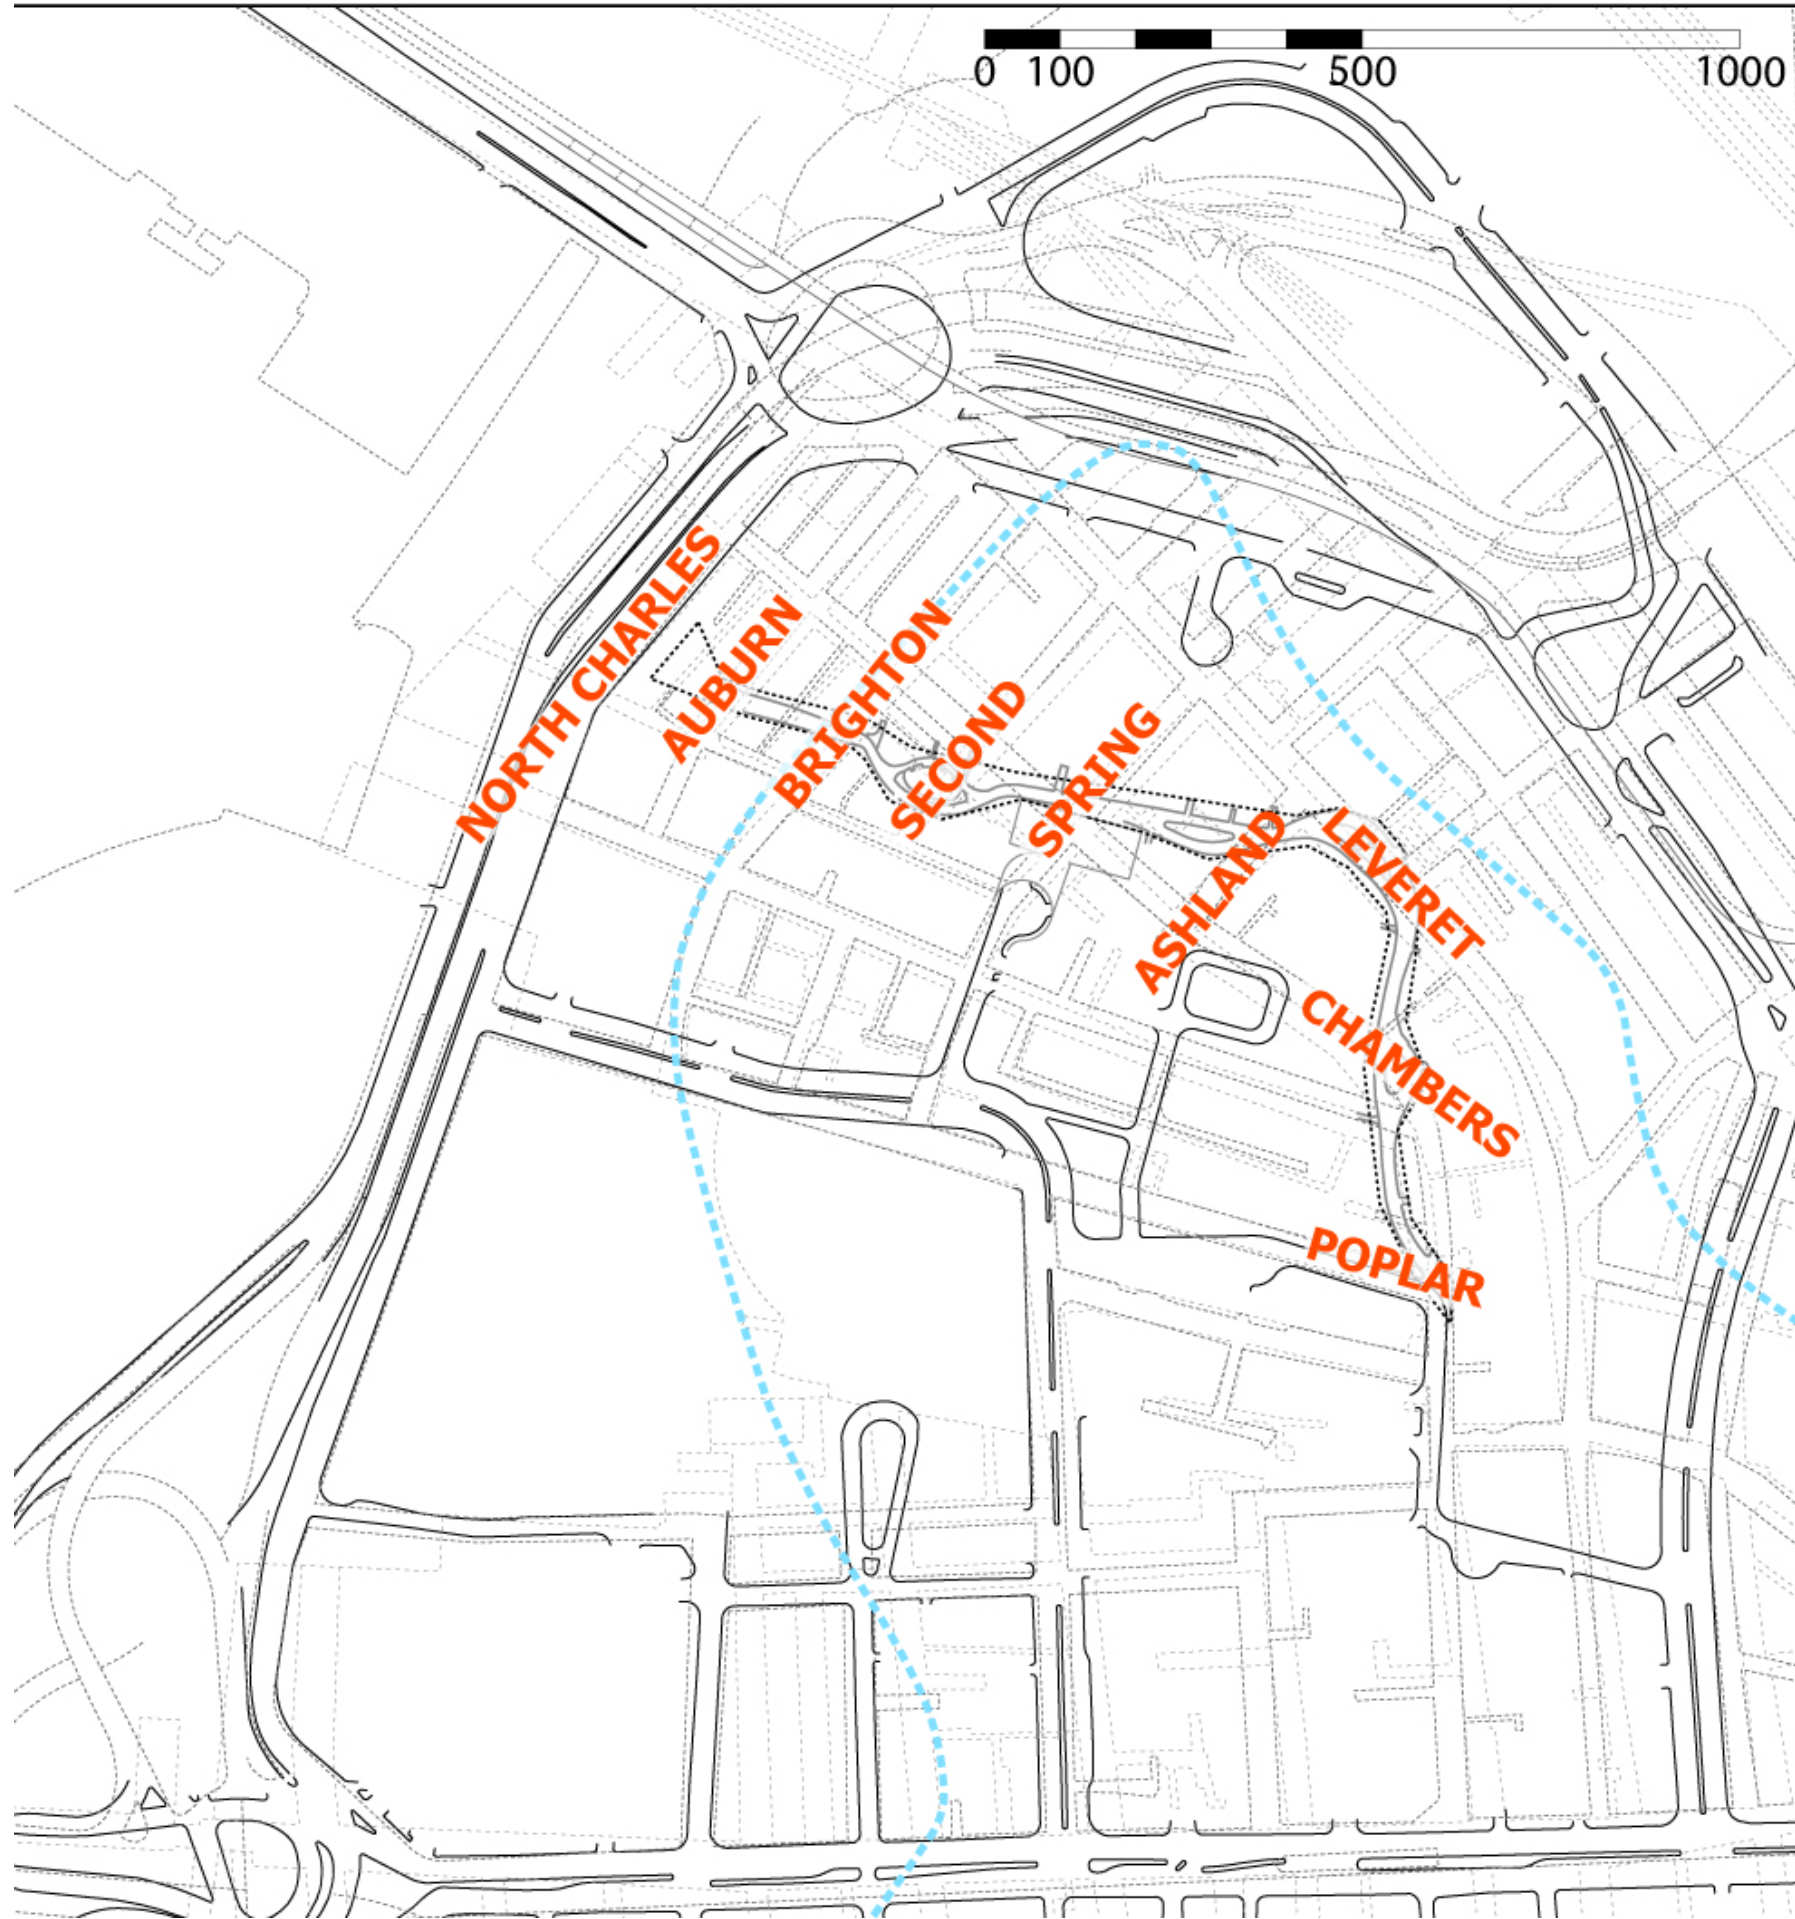 0 100 500 1000
NORTH CHARLES
AUBURN
BRIGHTON
SECOND
SPRING
ASHLAND
LEVERET
CHAMBERS
POPLAR